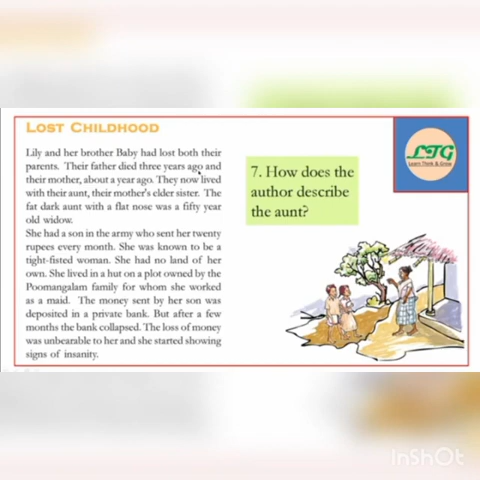 LOST CHILDHOOD
Lily and her brother Baby had lost both their
parents. Their father died three years ago and
their mother, about a year ago. They now lived
with their aunt, their mother's elder sister. The
fat dark aunt with a flat nose was a fifty year
old widow.
She had a son in the army who sent her twenty
rupees every month. She was known to be a
tight-fisted woman. She had no land of her
own. She lived in a hut on a plot owned by the
Poomangalam family for whom she worked
as a maid. The money sent by her son was
deposited in a private bank. But after a few
months the bank collapsed. The loss of money
was unbearable to her and she started showing
signs of insanity.
7. How does the
author describe
the aunt?
LTG
Learn Think & Grow
InShOt